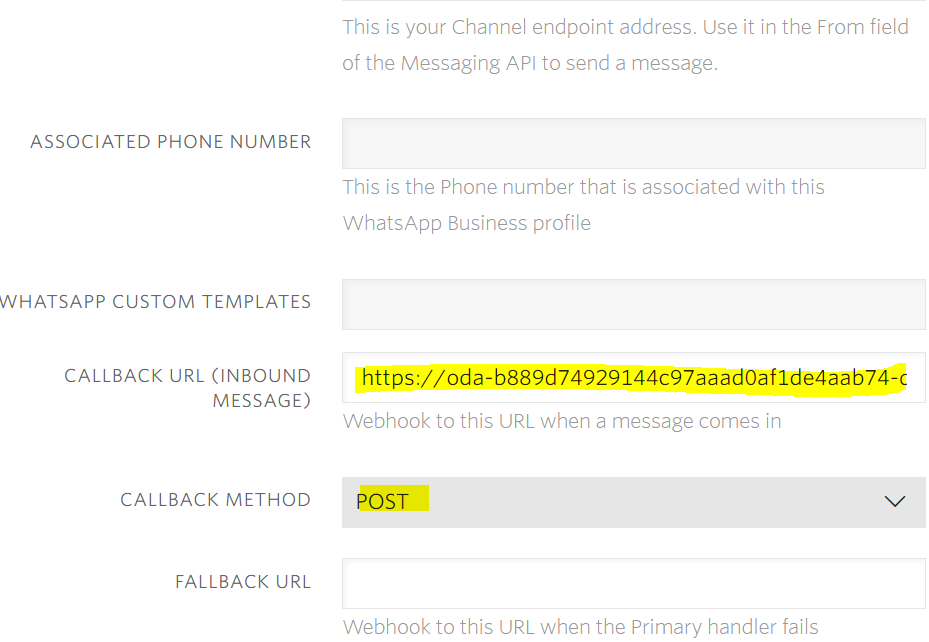 This is your Channel endpoint address. Use it in the From field
of the Messaging API to send a message.
ASSOCIATED PHONE NUMBER
This is the Phone number that is associated with this
WhatsApp Business profile
WHATSAPP CUSTOM TEMPLATES
CALLBACK URL (INBOUND
MESSAGE)
https://oda-b889d74929144c97aaad0af1de4aab74-c
Webhook to this URL when a message comes in
CALLBACK METHOD
POST
FALLBACK URL
Webhook to this URL when the Primary handler fails